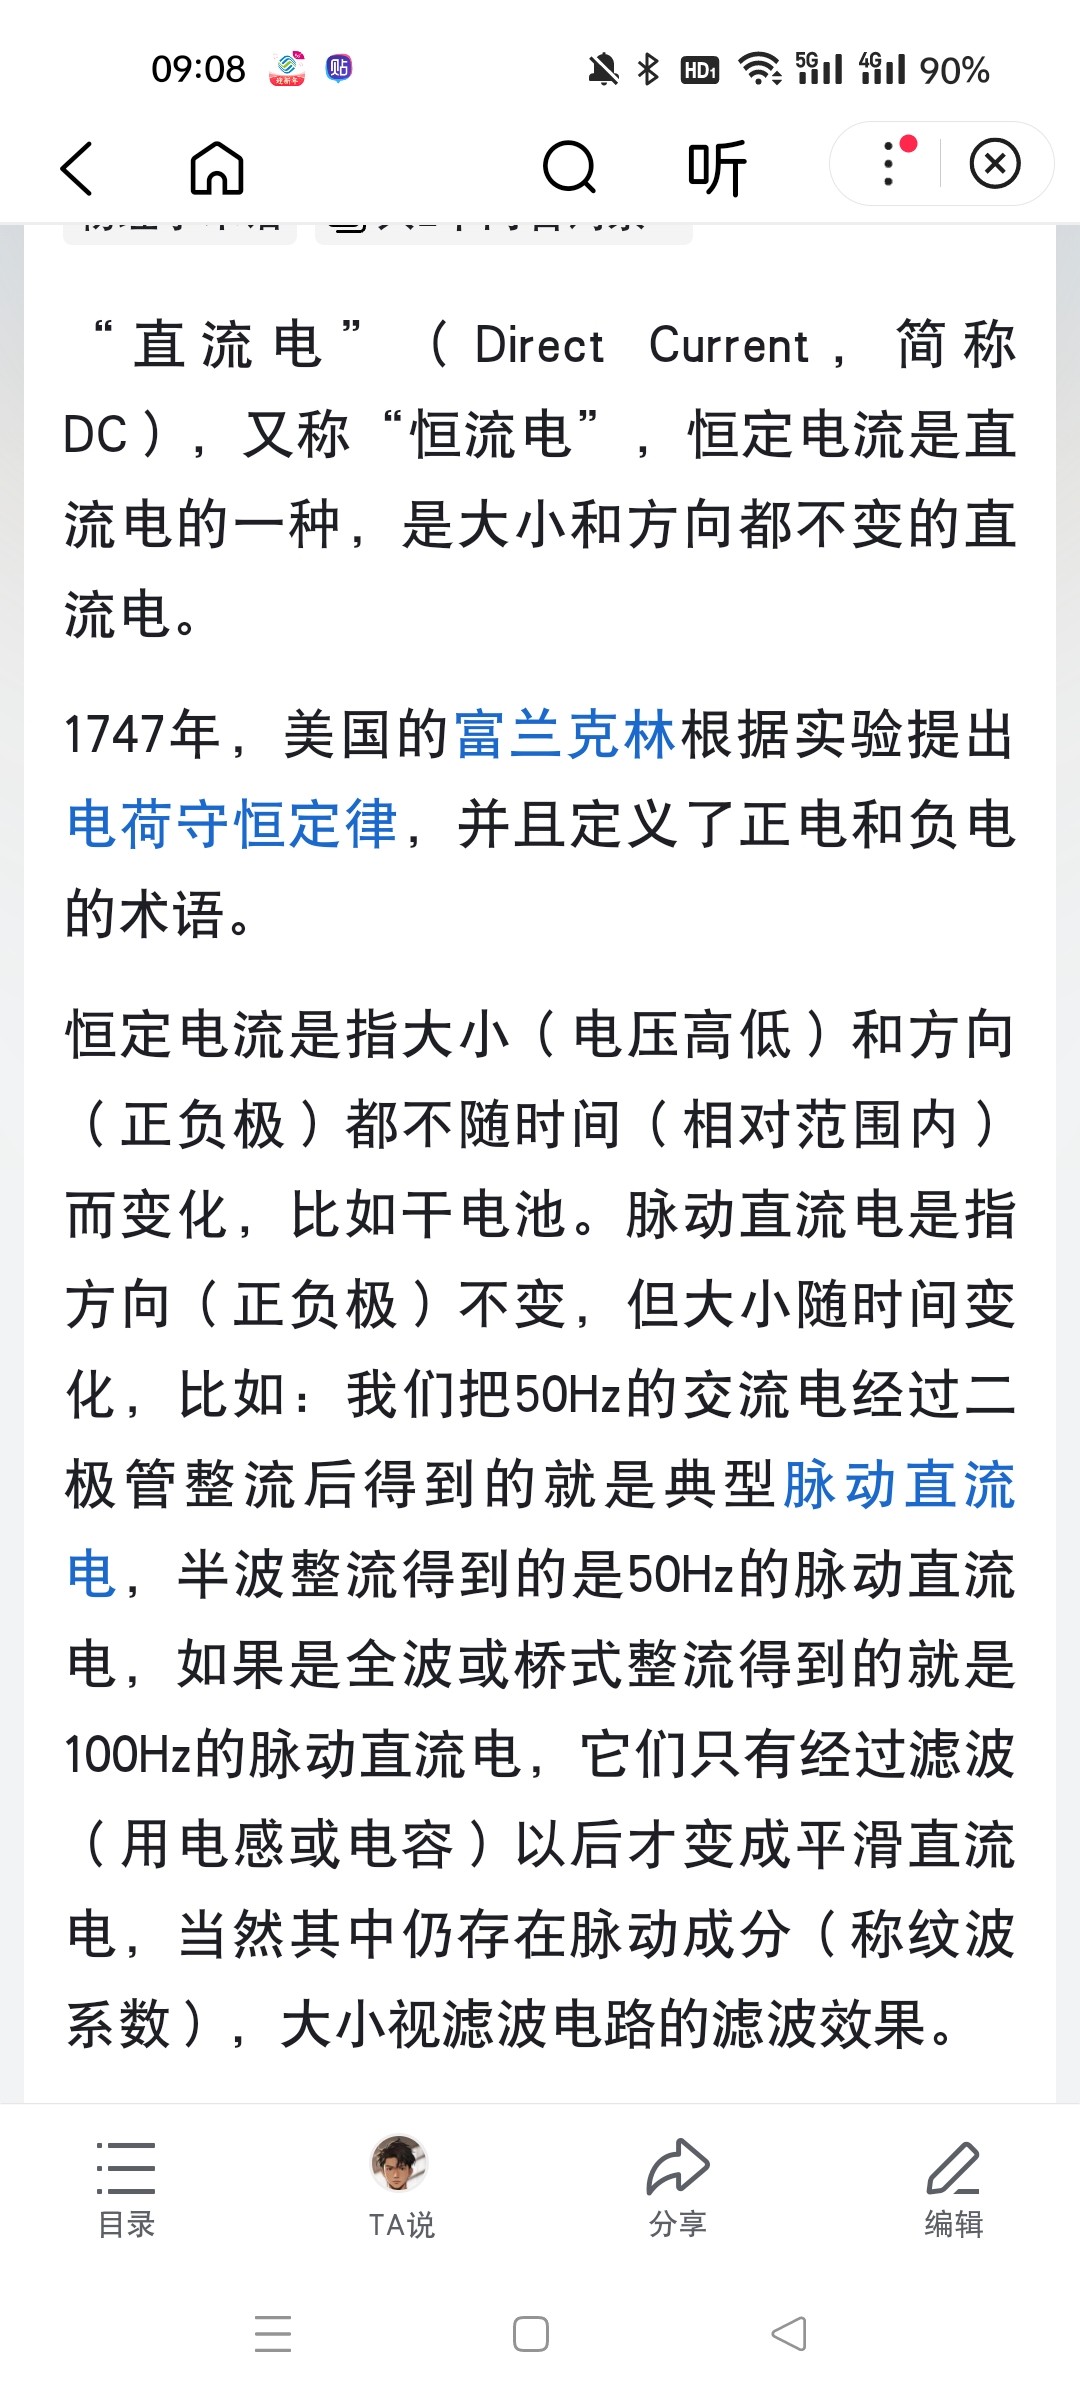 09:08
贴
HD1
5G
4G
90%
听
“直流电”（Direct Current，简称
DC），又称“恒流电”，恒定电流是直
流电的一种，是大小和方向都不变的直
流电。
1747年，美国的富兰克林根据实验提出
电荷守恒定律，并且定义了正电和负电
的术语。
恒定电流是指大小（电压高低）和方向
（正负极）都不随时间（相对范围内）
而变化，比如干电池。脉动直流电是指
方向（正负极）不变，但大小随时间变
化，比如：我们把50Hz的交流电经过二
极管整流后得到的就是典型脉动直流
电，半波整流得到的是50Hz的脉动直流
电，如果是全波或桥式整流得到的就是
100Hz的脉动直流电，它们只有经过滤波
（用电感或电容）以后才变成平滑直流
电，当然其中仍存在脉动成分（称纹波
系数），大小视滤波电路的滤波效果。
目录
TA说
分享
编辑